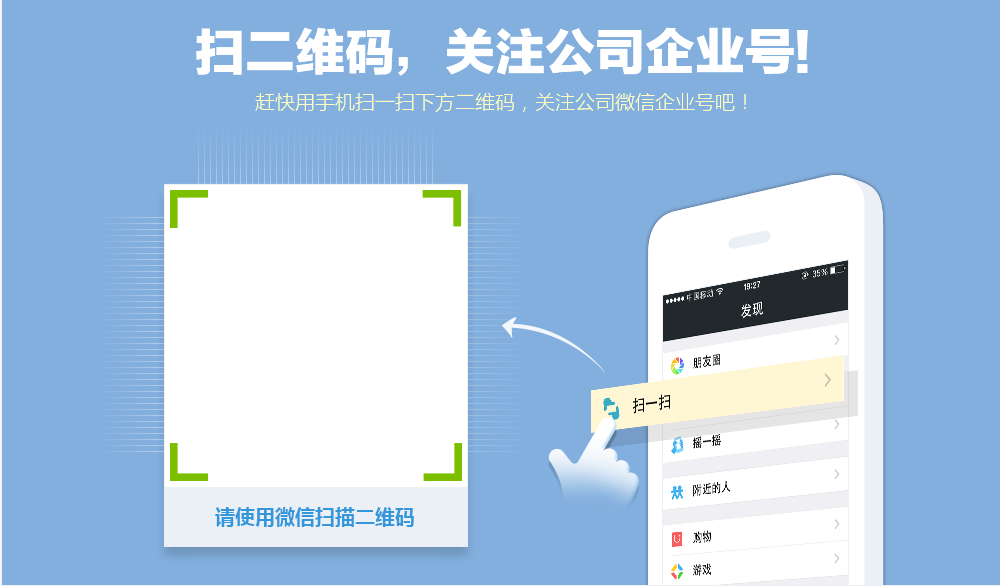 扫二维码，关注公司企业号!
赶快用手机扫一扫下方二维码，关注公司微信企业号吧！
中国移动 19:27 35%
发现
朋友圈
扫一扫
摇一摇
附近的人
购物
游戏
请使用微信扫描二维码